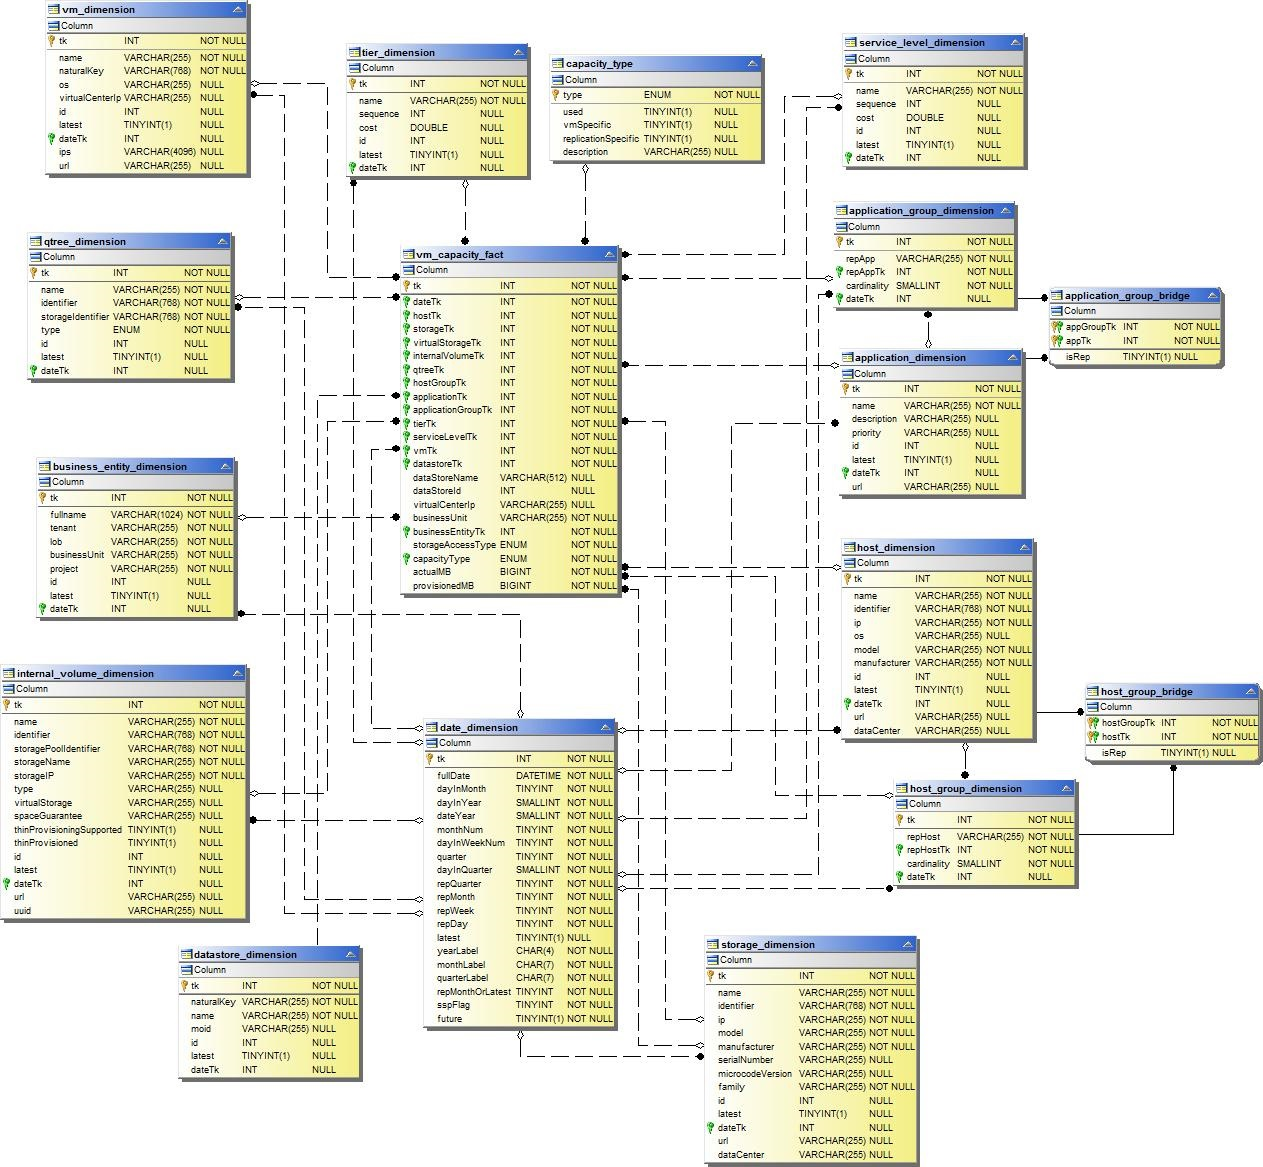 vm_dimension
Column
tk INT NOT NULL
name VARCHAR(255) NOT NULL
naturalKey VARCHAR(768) NOT NULL
os VARCHAR(255) NULL
virtualCenterIp VARCHAR(255) NULL
id INT NULL
latest TINYINT(1) NULL
dateTk INT NULL
ips VARCHAR(4096) NULL
url VARCHAR(255) NULL
tier_dimension
Column
tk INT NOT NULL
name VARCHAR(255) NOT NULL
sequence INT NULL
cost DOUBLE NULL
id INT NULL
latest TINYINT(1) NULL
dateTk INT NULL
capacity_type
Column
type ENUM NOT NULL
used TINYINT(1) NULL
vmSpecific TINYINT(1) NULL
replicationSpecific TINYINT(1) NULL
description VARCHAR(255) NULL
service_level_dimension
Column
tk INT NOT NULL
name VARCHAR(255) NOT NULL
sequence INT NULL
cost DOUBLE NULL
id INT NULL
latest TINYINT(1) NULL
dateTk INT NULL
qtree_dimension
Column
tk INT NOT NULL
name VARCHAR(255) NOT NULL
identifier VARCHAR(768) NOT NULL
storageIdentifier VARCHAR(768) NOT NULL
type ENUM NOT NULL
id INT NULL
latest TINYINT(1) NULL
dateTk INT NULL
vm_capacity_fact
Column
tk INT NOT NULL
dateTk INT NOT NULL
hostTk INT NOT NULL
storageTk INT NOT NULL
virtualStorageTk INT NOT NULL
internalVolumeTk INT NOT NULL
qtreeTk INT NOT NULL
hostGroupTk INT NOT NULL
applicationTk INT NOT NULL
applicationGroupTk INT NOT NULL
tierTk INT NOT NULL
serviceLevelTk INT NOT NULL
vmTk INT NOT NULL
datastoreTk INT NOT NULL
dataStoreName VARCHAR(512) NULL
dataStoreId INT NULL
virtualCenterIp VARCHAR(255) NULL
businessUnit VARCHAR(255) NOT NULL
businessEntityTk INT NOT NULL
storageAccessType ENUM NOT NULL
capacityType ENUM NOT NULL
actualMB BIGINT NOT NULL
provisionedMB BIGINT NOT NULL
application_group_dimension
Column
tk INT NOT NULL
repApp VARCHAR(255) NOT NULL
repAppTk INT NOT NULL
cardinality SMALLINT NOT NULL
dateTk INT NULL
application_group_bridge
Column
appGroupTk INT NOT NULL
appTk INT NOT NULL
isRep TINYINT(1) NULL
application_dimension
Column
tk INT NOT NULL
name VARCHAR(255) NOT NULL
description VARCHAR(255) NULL
priority VARCHAR(255) NULL
id INT NULL
latest TINYINT(1) NULL
dateTk INT NULL
url VARCHAR(255) NULL
business_entity_dimension
Column
tk INT NOT NULL
fullname VARCHAR(1024) NOT NULL
tenant VARCHAR(255) NOT NULL
lob VARCHAR(255) NOT NULL
businessUnit VARCHAR(255) NOT NULL
project VARCHAR(255) NOT NULL
id INT NULL
latest TINYINT(1) NULL
dateTk INT NULL
host_dimension
Column
tk INT NOT NULL
name VARCHAR(255) NOT NULL
identifier VARCHAR(768) NOT NULL
ip VARCHAR(255) NOT NULL
os VARCHAR(255) NULL
model VARCHAR(255) NOT NULL
manufacturer VARCHAR(255) NOT NULL
id INT NULL
latest TINYINT(1) NULL
dateTk INT NULL
url VARCHAR(255) NULL
dataCenter VARCHAR(255) NULL
internal_volume_dimension
Column
tk INT NOT NULL
name VARCHAR(255) NOT NULL
identifier VARCHAR(768) NOT NULL
storagePoolIdentifier VARCHAR(768) NOT NULL
storageName VARCHAR(255) NOT NULL
storageIP VARCHAR(255) NOT NULL
type VARCHAR(255) NULL
virtualStorage VARCHAR(255) NULL
spaceGuarantee VARCHAR(255) NULL
thinProvisioningSupported TINYINT(1) NULL
thinProvisioned TINYINT(1) NULL
id INT NULL
latest TINYINT(1) NULL
dateTk INT NULL
url VARCHAR(255) NULL
uuid VARCHAR(255) NULL
date_dimension
Column
tk INT NOT NULL
fullDate DATETIME NOT NULL
dayInMonth TINYINT NOT NULL
dayInYear SMALLINT NOT NULL
dateYear SMALLINT NOT NULL
monthNum TINYINT NOT NULL
dayInWeekNum TINYINT NOT NULL
quarter TINYINT NOT NULL
dayInQuarter SMALLINT NOT NULL
repQuarter TINYINT NOT NULL
repMonth TINYINT NOT NULL
repWeek TINYINT NOT NULL
repDay TINYINT NOT NULL
latest TINYINT(1) NULL
yearLabel CHAR(4) NOT NULL
monthLabel CHAR(7) NOT NULL
quarterLabel CHAR(7) NOT NULL
repMonthOrLatest TINYINT NOT NULL
sspFlag TINYINT NOT NULL
future TINYINT(1) NOT NULL
host_group_bridge
Column
hostGroupTk INT NOT NULL
hostTk INT NOT NULL
isRep TINYINT(1) NULL
host_group_dimension
Column
tk INT NOT NULL
repHost VARCHAR(255) NOT NULL
repHostTk INT NOT NULL
cardinality SMALLINT NOT NULL
dateTk INT NULL
datastore_dimension
Column
tk INT NOT NULL
naturalKey VARCHAR(255) NOT NULL
name VARCHAR(255) NOT NULL
moid VARCHAR(255) NULL
id INT NULL
latest TINYINT(1) NULL
dateTk INT NULL
storage_dimension
Column
tk INT NOT NULL
name VARCHAR(255) NOT NULL
identifier VARCHAR(768) NOT NULL
ip VARCHAR(255) NOT NULL
model VARCHAR(255) NOT NULL
manufacturer VARCHAR(255) NOT NULL
serialNumber VARCHAR(255) NULL
microcodeVersion VARCHAR(255) NULL
family VARCHAR(255) NOT NULL
id INT NULL
latest TINYINT(1) NULL
dateTk INT NULL
url VARCHAR(255) NULL
dataCenter VARCHAR(255) NULL